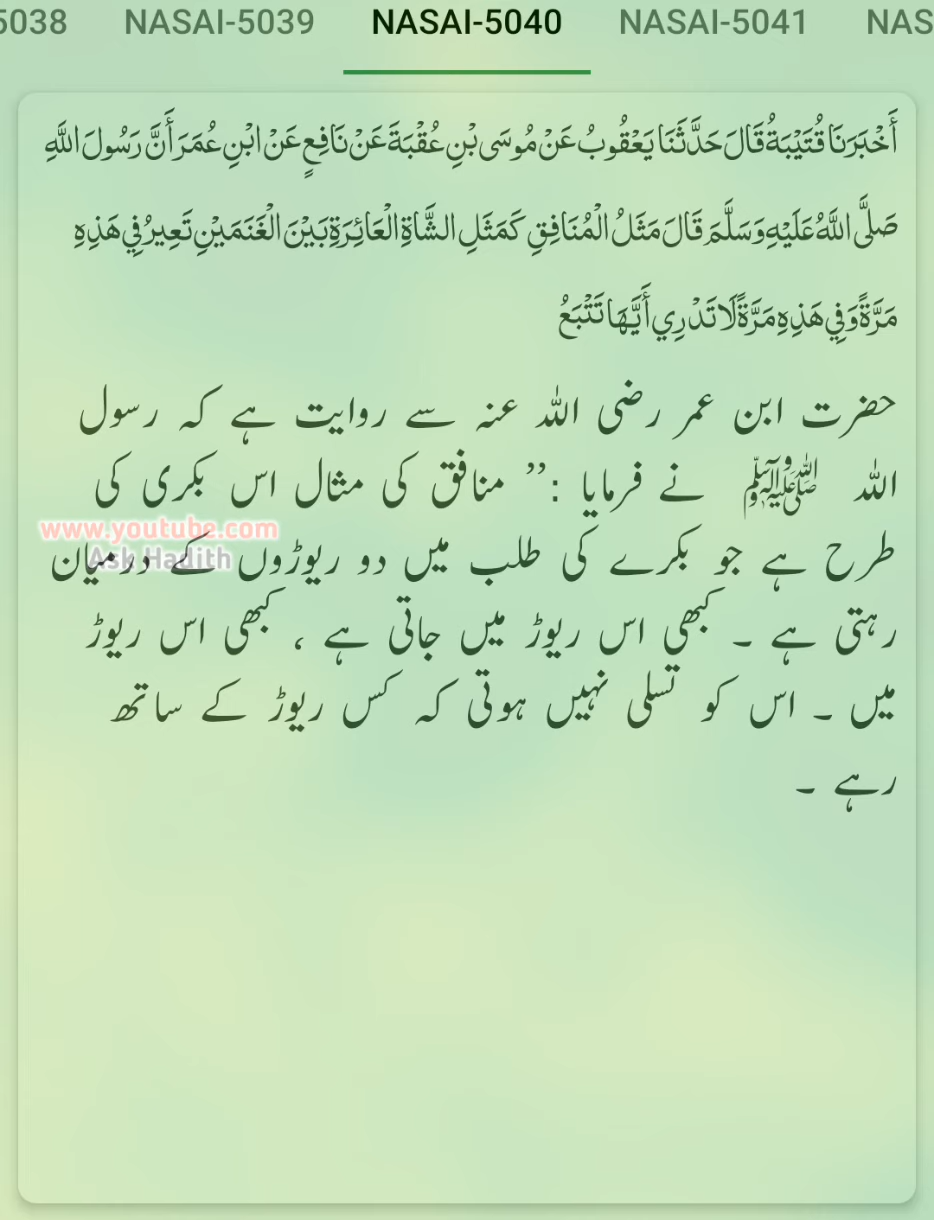 5038 NASAI-5039 NASAI-5040 NASAI-5041 NAS
أَخْبَرَنَا قُتَيْبَةُ قَالَ حَدَّثَنَا يَعْقُوبُ عَنْ مُوسَى بْنِ عُقْبَةَ عَنْ نَافِعٍ عَنْ ابْنِ عُمَرَ أَنَّ رَسُولَ اللَّهِ
صَلَّى اللَّهُ عَلَيْهِ وَسَلَّمَ قَالَ مَثَلُ الْمُنَافِقِ كَمَثَلِ الشَّاةِ الْعَائِرَةِ بَيْنَ الْغَنَمَيْنِ تَعِيرُ فِي هَذِهِ
مَرَّةً وَفِي هَذِهِ مَرَّةً لَا تَدْرِي أَيَّهَا تَتْبَعُ
حضرت ابن عمر رضی اللہ عنہ سے روایت ہے کہ رسول
اللہ ﷺ نے فرمایا :’’ منافق کی مثال اس بکری کی
www.youtube.com
طرح ہے جو بکرے کی طلب میں دو ریوڑوں کے درمیان
Ask Hadith
رہتی ہے ۔ کبھی اس ریوڑ میں جاتی ہے ، کبھی اس ریوڑ
میں ۔ اس کو تسلی نہیں ہوتی کہ کس ریوڑ کے ساتھ
رہے ۔